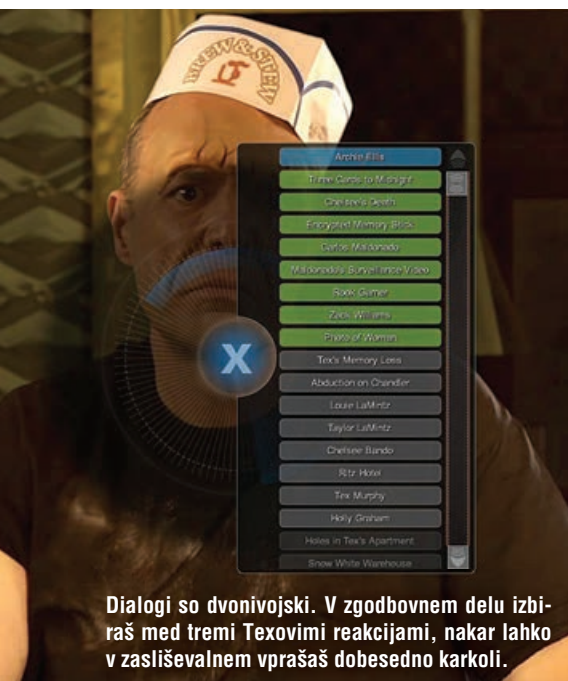 BREW & STEW
Archie Ellis
Three Cards to Midnight
Chelsee's Death
Encrypted Memory Stick
Carlos Maldonado
Maldonado's Surveillance Video
Rook Garner
Zack Williams
Photo of Woman
X
Tex's Memory Loss
Abduction on Chandler
Louie LaMintz
Taylor LaMintz
Chelsee Bando
Ritz Hotel
Tex Murphy
Holly Graham
Holes in Tex's Apartment
Snow White Warehouse
Dialogi so dvonivojski. V zgodbovnem delu izbi-
raš med tremi Texovimi reakcijami, nakar lahko
v zasliševalnem vprašaš dobesedno karkoli.